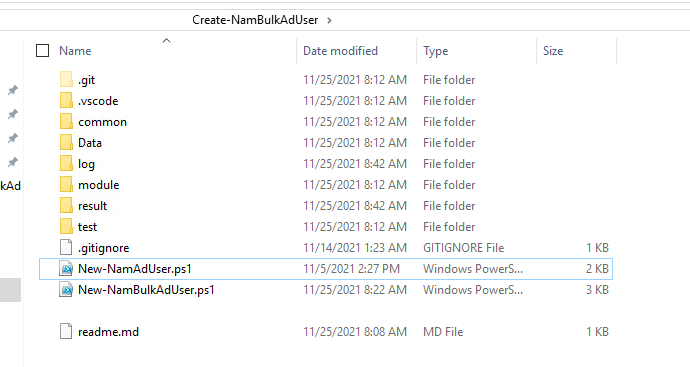 Create-NamBulkAdUser >
Name Date modified Type Size
.git 11/25/2021 8:12 AM File folder
.vscode 11/25/2021 8:12 AM File folder
common 11/25/2021 8:12 AM File folder
Data 11/25/2021 8:12 AM File folder
log 11/25/2021 8:42 AM File folder
module 11/25/2021 8:12 AM File folder
kAd
result 11/25/2021 8:42 AM File folder
test 11/25/2021 8:12 AM File folder
.gitignore 11/14/2021 1:23 AM GITIGNORE File 1 KB
New-NamAdUser.ps1 11/5/2021 2:27 PM Windows PowerS... 2 KB
New-NamBulkAdUser.ps1 11/25/2021 8:22 AM Windows PowerS... 3 KB
readme.md 11/25/2021 8:08 AM MD File 1 KB